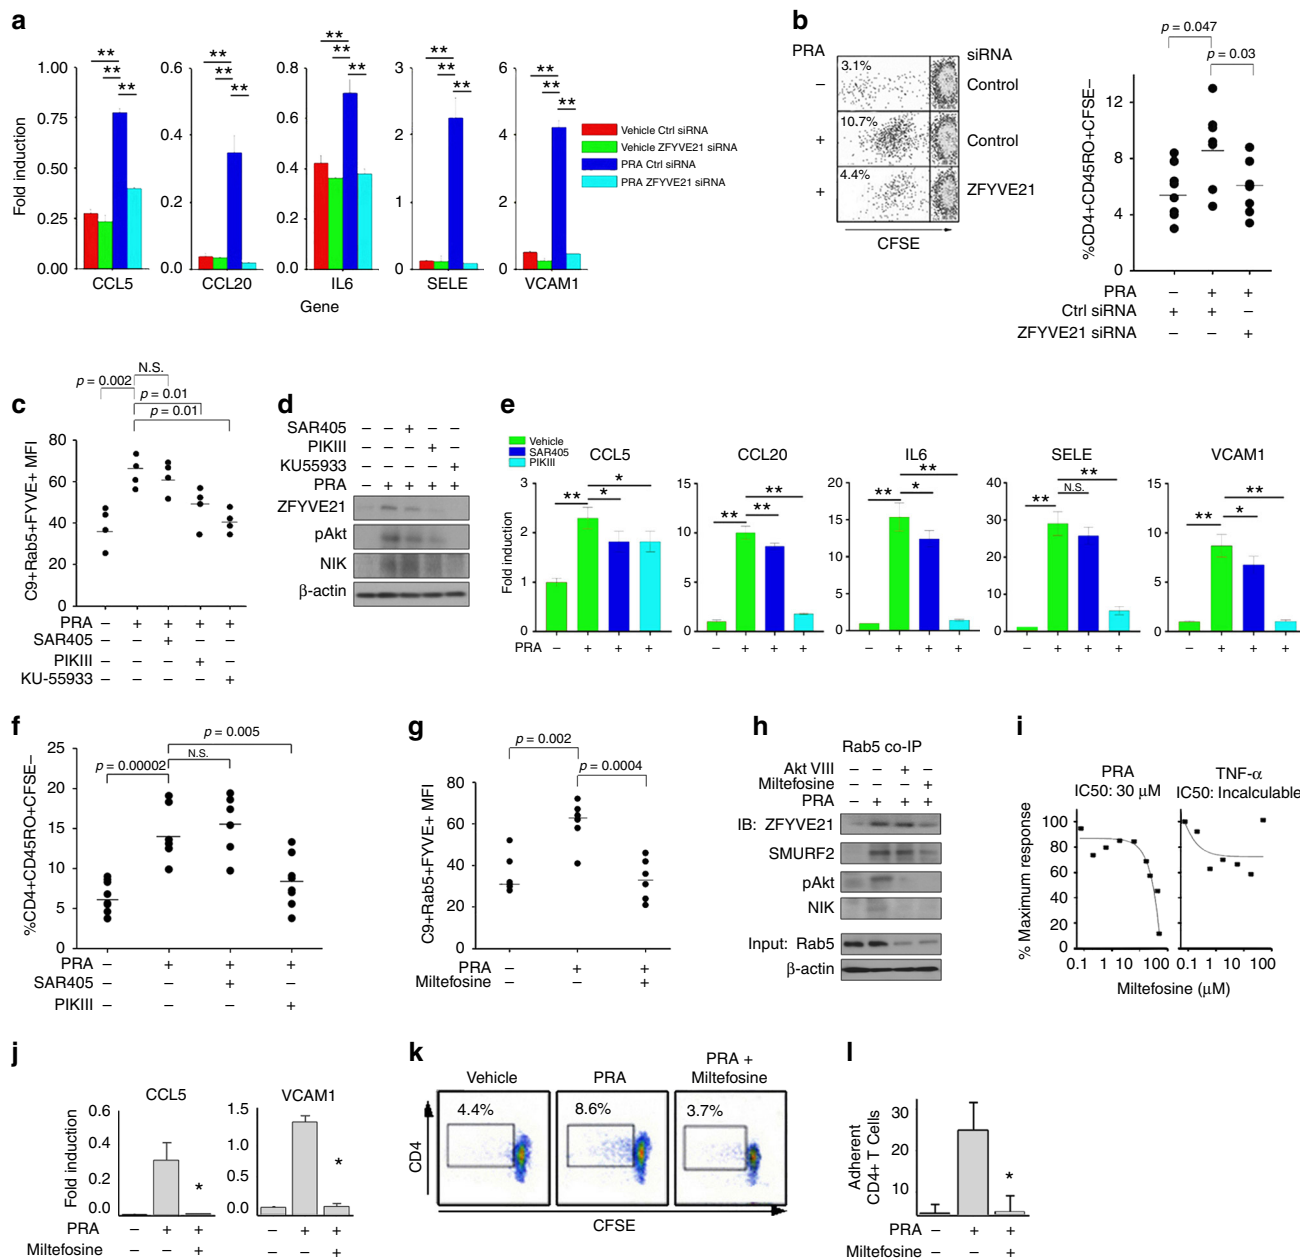 a
** ** ** ** **
** ** ** ** **
** ** ** ** **
Fold induction
1.00 0.75 0.50 0.25 0.00
CCL5
0.6 0.4 0.2 0.0
CCL20
0.8 0.6 0.4 0.2 0.0
IL6
3 2 1 0
SELE
6 4 2 0
VCAM1
Gene
Vehicle Ctrl siRNA
Vehicle ZFYVE21 siRNA
PRA Ctrl siRNA
PRA ZFYVE21 siRNA
b
PRA siRNA
3.1%
– Control
10.7%
+ Control
4.4%
+ ZFYVE21
CFSE
p = 0.047
p = 0.03
%CD4+CD45RO+CFSE–
12 8 4 0
PRA – + +
Ctrl siRNA + + –
ZFYVE21 siRNA – – +
c
N.S.
p = 0.002
p = 0.01
p = 0.01
C9+Rab5+FYVE+ MFI
80 60 40 20 0
PRA – + + + +
SAR405 – – + – –
PIKIII – – – + –
KU-55933 – – – – +
d
SAR405 – – + – –
PIKIII – – – + –
KU55933 – – – – +
PRA – + + + +
ZFYVE21
pAkt
NIK
β-actin
e
Vehicle
SAR405
PIKIII
Fold induction
CCL5
3 2 1 0
** * *
CCL20
15 10 5 0
** ** **
IL6
20 15 10 5 0
** * **
SELE
40 30 20 10 0
** N.S. **
VCAM1
15 10 5 0
** * **
PRA – + + + – + + + – + + + – + + + – + + +
f
p = 0.005
N.S.
p = 0.00002
%CD4+CD45RO+CFSE–
25 20 15 10 5 0
PRA – + + +
SAR405 – – + –
PIKIII – – – +
g
p = 0.002
p = 0.0004
C9+Rab5+FYVE+ MFI
80 60 40 20 0
PRA – + +
Miltefosine – – +
h
Rab5 co-IP
Akt VIII – – + –
Miltefosine – – – +
PRA – + + +
IB: ZFYVE21
SMURF2
pAkt
NIK
Input: Rab5
β-actin
i
PRA
IC50: 30 μM
TNF-α
IC50: Incalculable
% Maximum response
100 80 60 40 20 0
0.1 1 10 100 0.1 1 10 100
Miltefosine (μM)
j
CCL5
VCAM1
Fold induction
0.6 0.4 0.2 0.0
*
1.5 1.0 0.5 0.0
*
PRA – + + – + +
Miltefosine – – + – – +
k
Vehicle
PRA
PRA +
Miltefosine
4.4% 8.6% 3.7%
CD4
CFSE
l
Adherent
CD4+ T Cells
30 20 10
*
PRA – + +
Miltefosine – – +